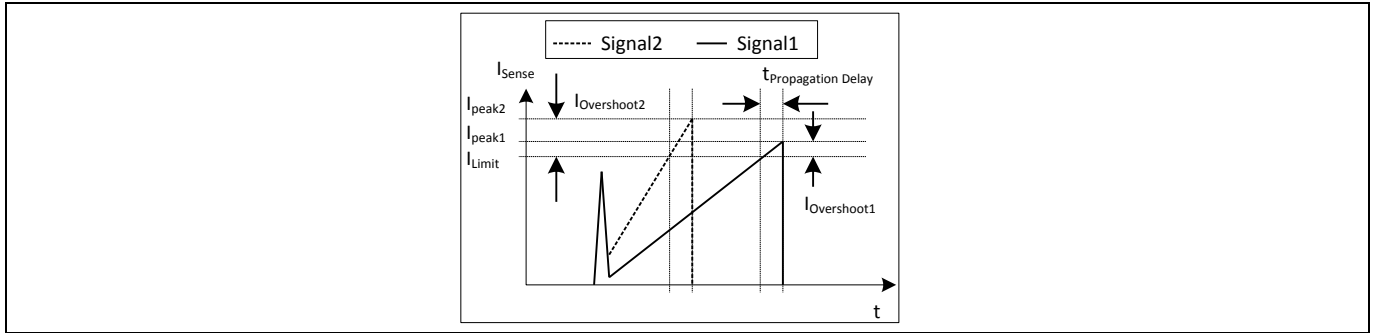 Signal2 Signal1
ISense
tPropagation Delay
Ipeak2
IOvershoot2
Ipeak1
ILimit
IOvershoot1
t